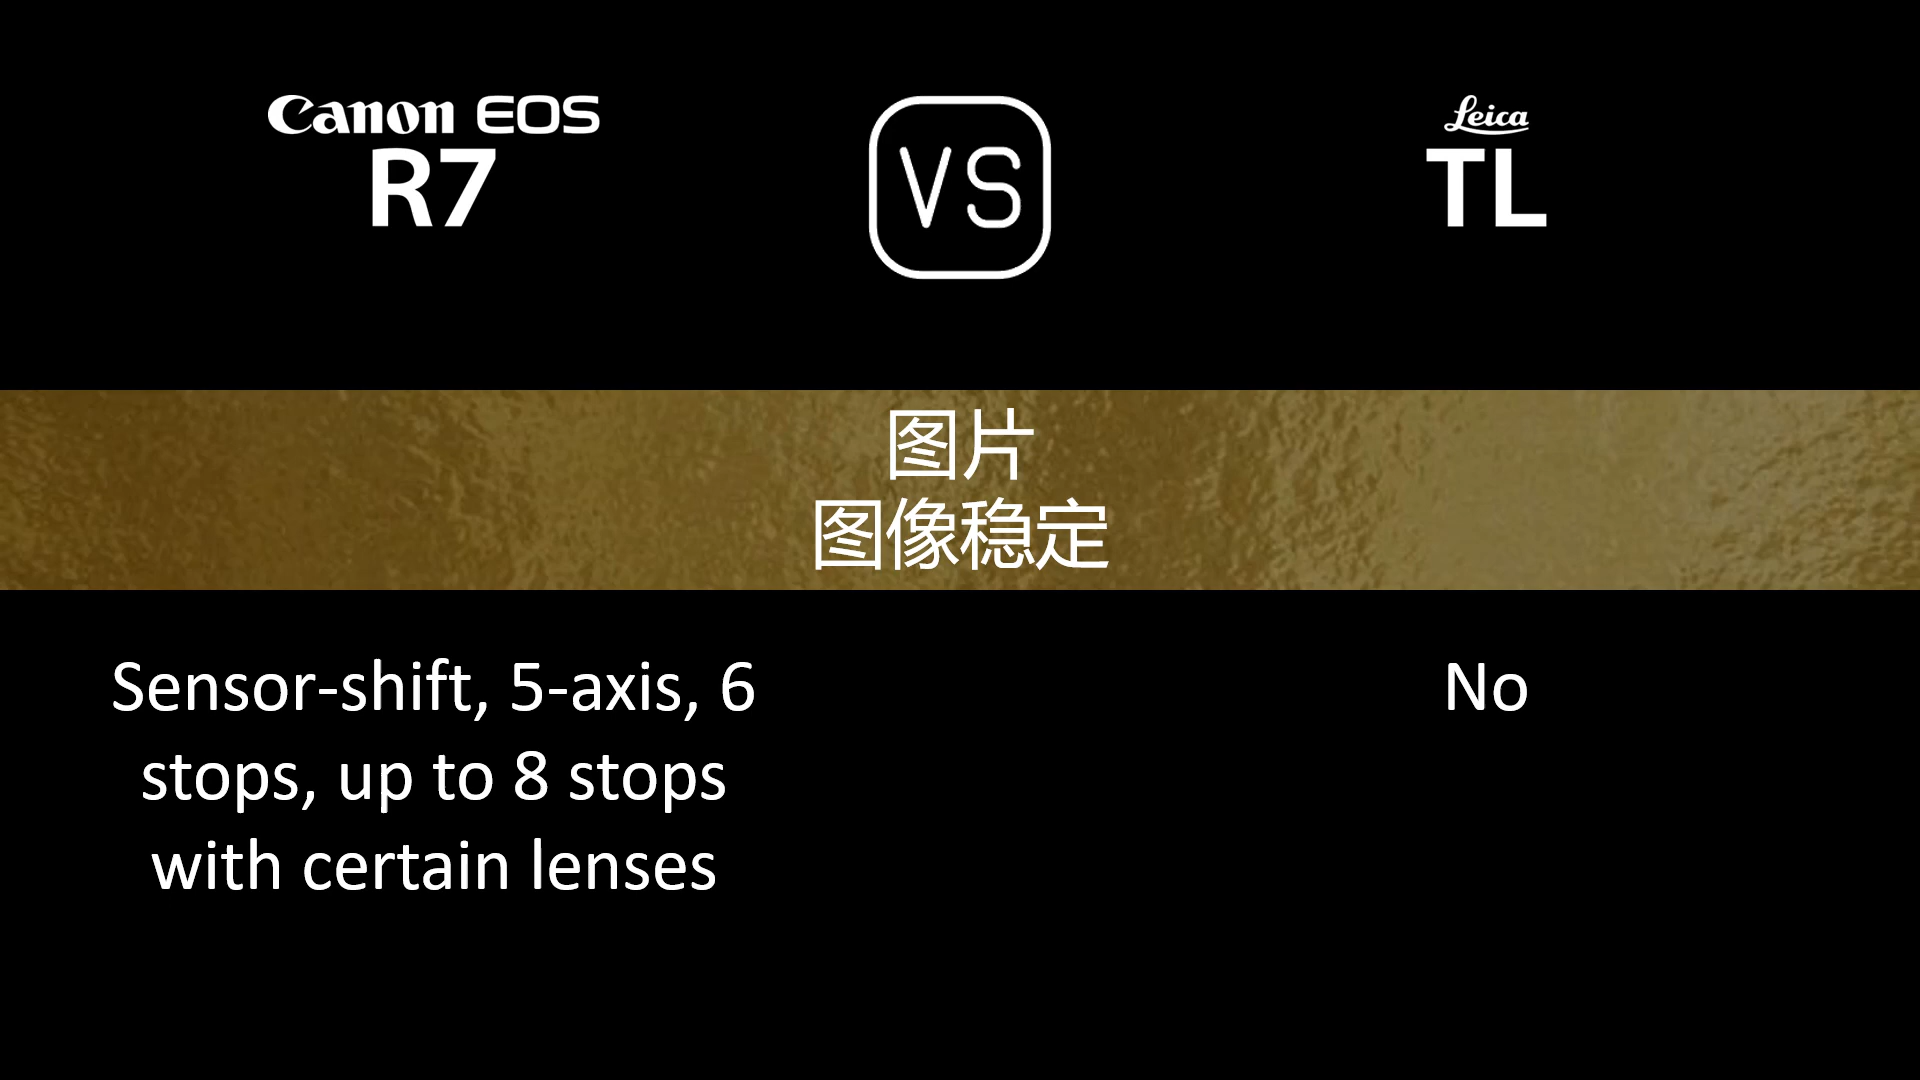 Canon EOS
R7
VS
Leica
TL
图片
图像稳定
Sensor-shift, 5-axis, 6
stops, up to 8 stops
with certain lenses
No